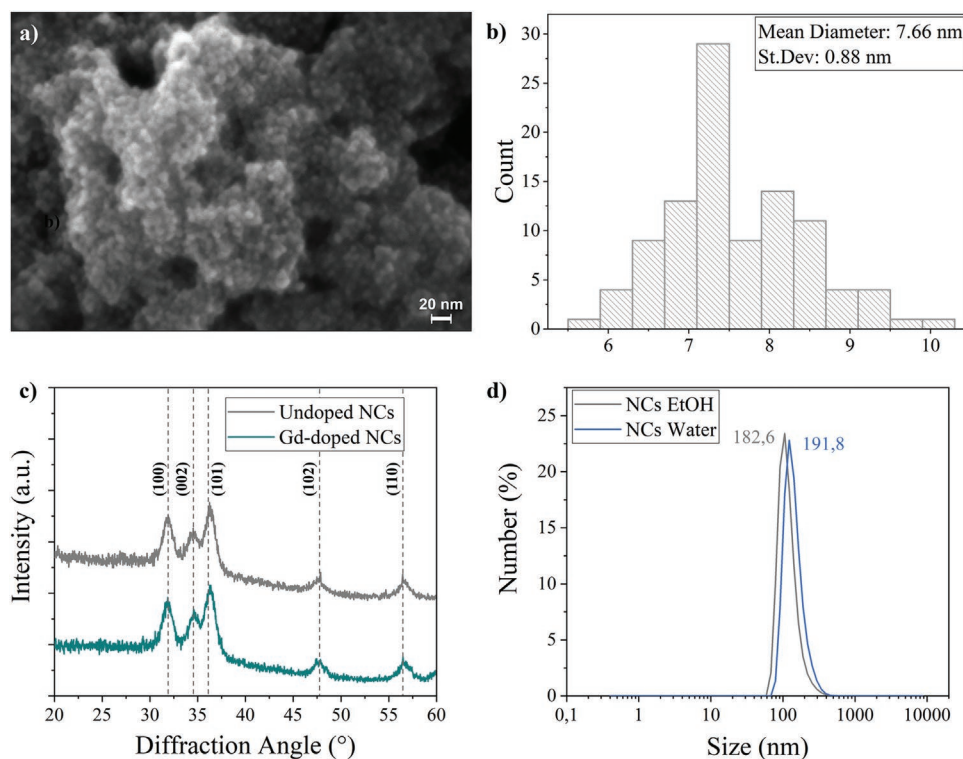 a)
b)
20 nm
b)
Mean Diameter: 7.66 nm
St.Dev: 0.88 nm
Count
30
25
20
15
10
5
0
6 7 8 9 10
c)
Undoped NCs
Gd-doped NCs
(100)
(002)
(101)
(102)
(110)
Intensity (a.u.)
20 25 30 35 40 45 50 55 60
Diffraction Angle (°)
d)
NCs EtOH
NCs Water
182,6
191,8
Number (%)
25
20
15
10
5
0
0,1 1 10 100 1000 10000
Size (nm)